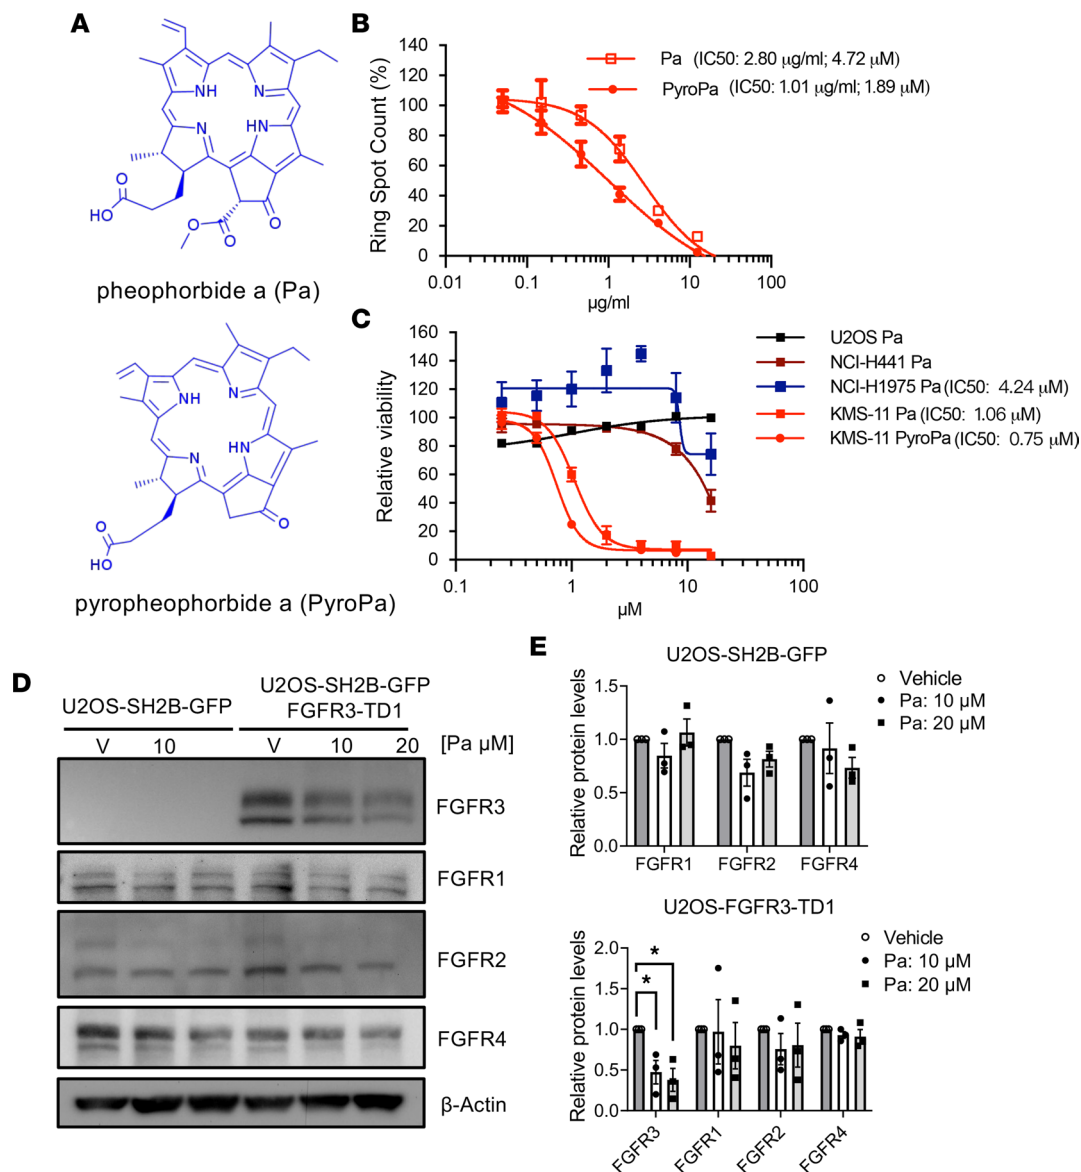 A
NH
N
N
HN
O
HO
O
O
O
pheophorbide a (Pa)
NH
N
N
HN
O
HO
O
pyropheophorbide a (PyroPa)
B
Ring Spot Count (%)
140
120
100
80
60
40
20
0
0.01
0.1
1
10
100
µg/ml
Pa (IC50: 2.80 µg/ml; 4.72 µM)
PyroPa (IC50: 1.01 µg/ml; 1.89 µM)
C
Relative viability
160
140
120
100
80
60
40
20
0
0.1
1
10
100
µM
U2OS Pa
NCI-H441 Pa
NCI-H1975 Pa (IC50: 4.24 µM)
KMS-11 Pa (IC50: 1.06 µM)
KMS-11 PyroPa (IC50: 0.75 µM)
D
U2OS-SH2B-GFP
U2OS-SH2B-GFP
FGFR3-TD1
V 10 V 10 20 [Pa µM]
FGFR3
FGFR1
FGFR2
FGFR4
β-Actin
E
U2OS-SH2B-GFP
Relative protein levels
1.5
1.0
0.5
0.0
FGFR1 FGFR2 FGFR4
Vehicle
Pa: 10 µM
Pa: 20 µM
U2OS-FGFR3-TD1
Relative protein levels
2.0
1.5
1.0
0.5
0.0
*
*
FGFR3 FGFR1 FGFR2 FGFR4
Vehicle
Pa: 10 µM
Pa: 20 µM